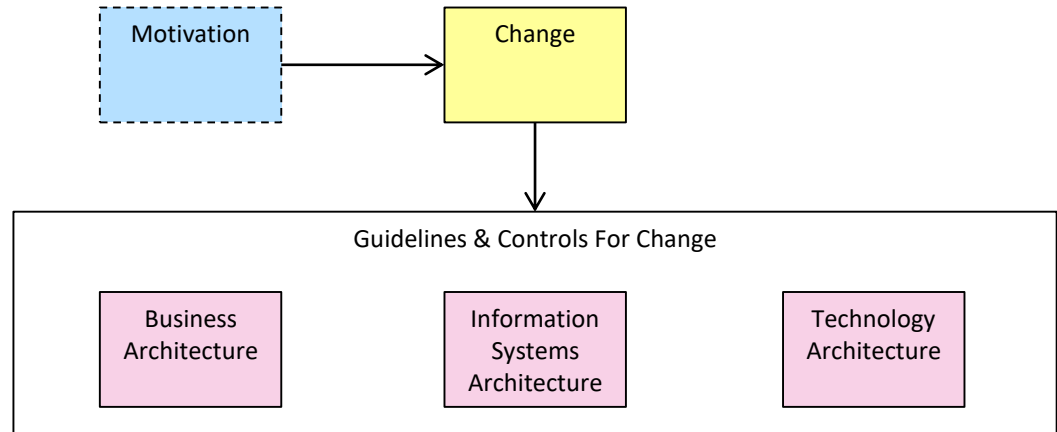 Motivation
Change
Guidelines & Controls For Change
Business
Architecture
Information
Systems
Architecture
Technology
Architecture